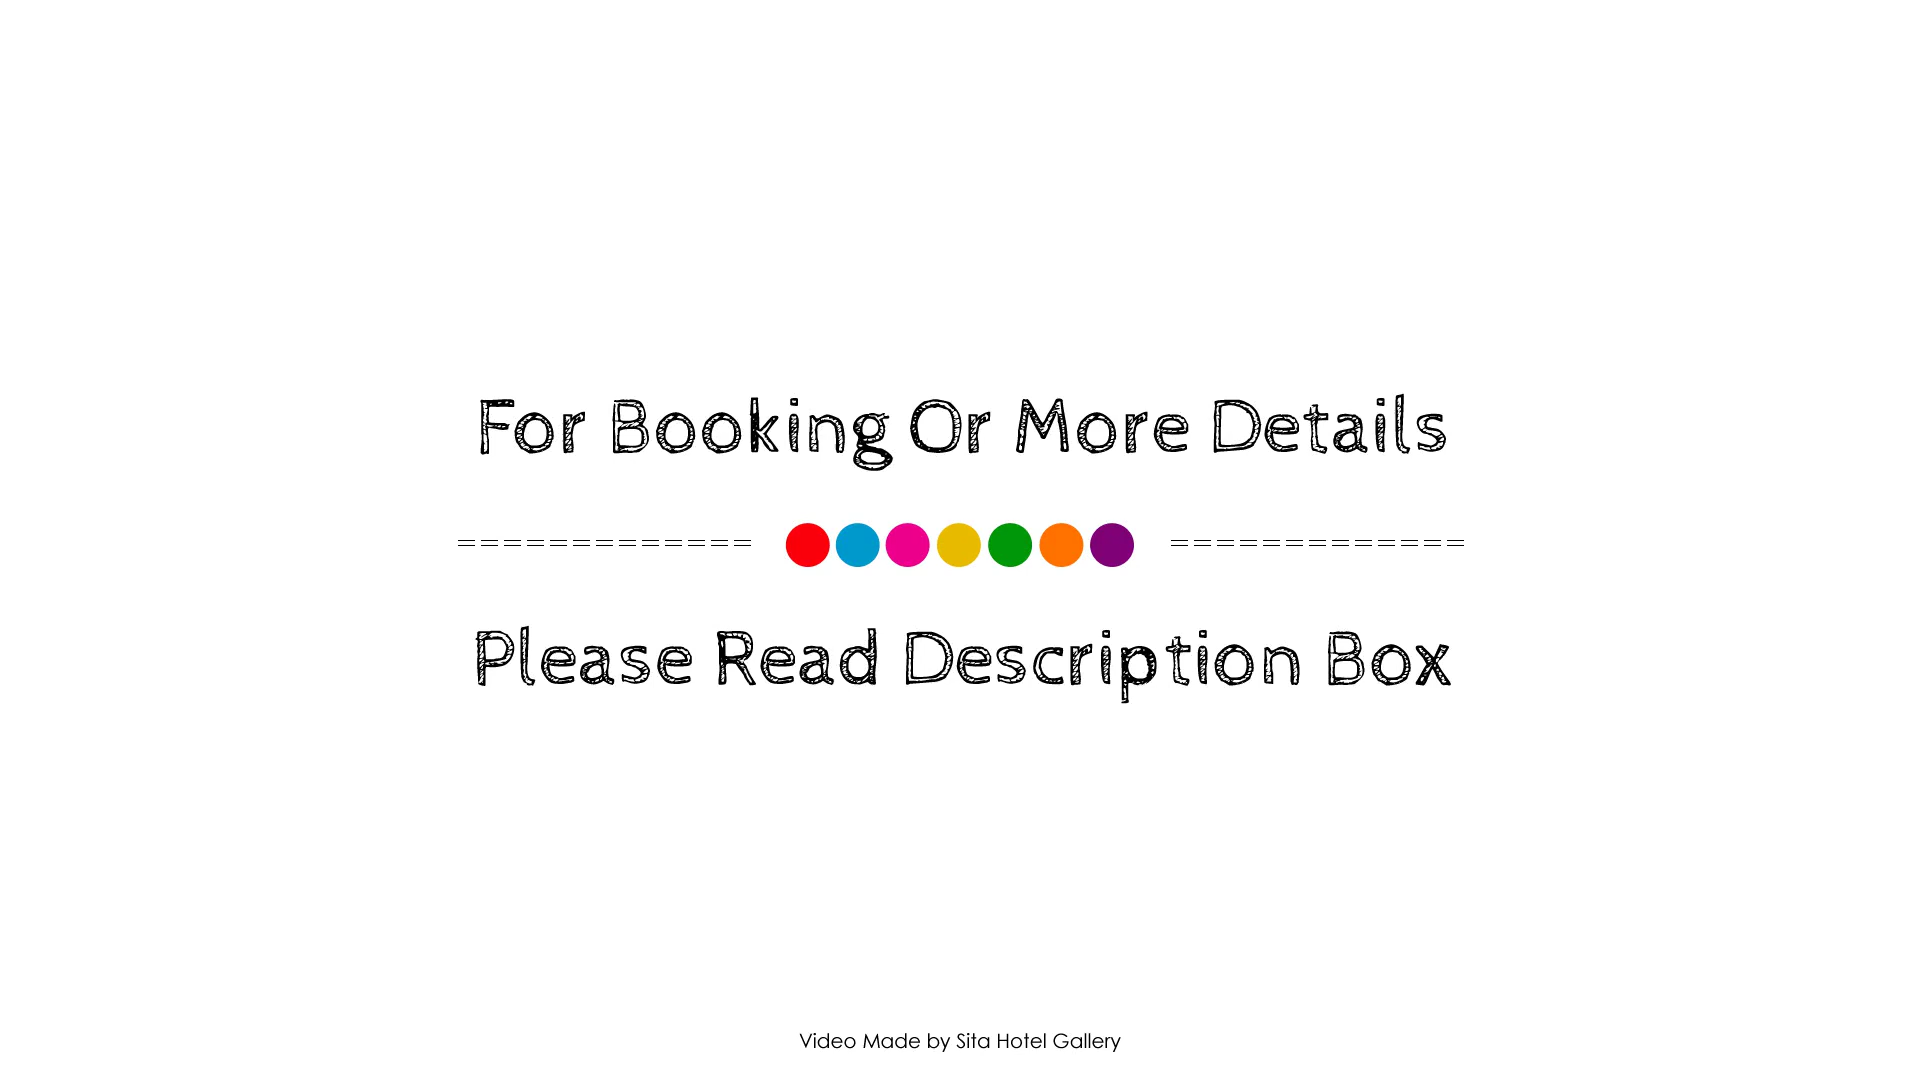 For Booking Or More Details
============= =============
Please Read Description Box
Video Made by Sita Hotel Gallery